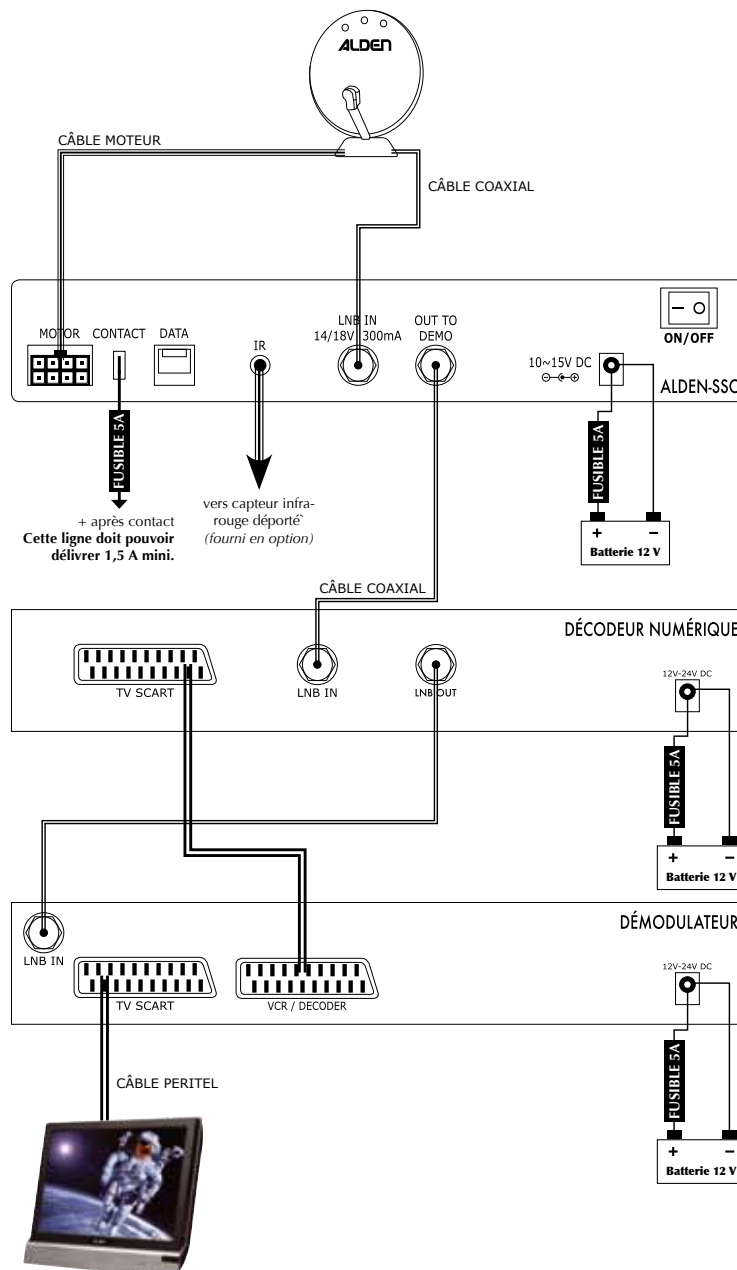 ALDEN
CÂBLE MOTEUR
CÂBLE COAXIAL
MOTOR
CONTACT
DATA
IR
LNB IN
14/18V 300mA
OUT TO
DEMO
10~15V DC
ON/OFF
ALDEN-SSC
FUSIBLE 5A
+ après contact
Cette ligne doit pouvoir
délivrer 1,5 A mini.
vers capteur infra-
rouge déporté`
(fourni en option)
FUSIBLE 5A
+ −
Batterie 12 V
CÂBLE COAXIAL
DÉCODEUR NUMÉRIQUE
TV SCART
LNB IN
LNB OUT
12V-24V DC
FUSIBLE 5A
+ −
Batterie 12 V
DÉMODULATEUR
LNB IN
TV SCART
VCR / DECODER
12V-24V DC
CÂBLE PERITEL
FUSIBLE 5A
+ −
Batterie 12 V